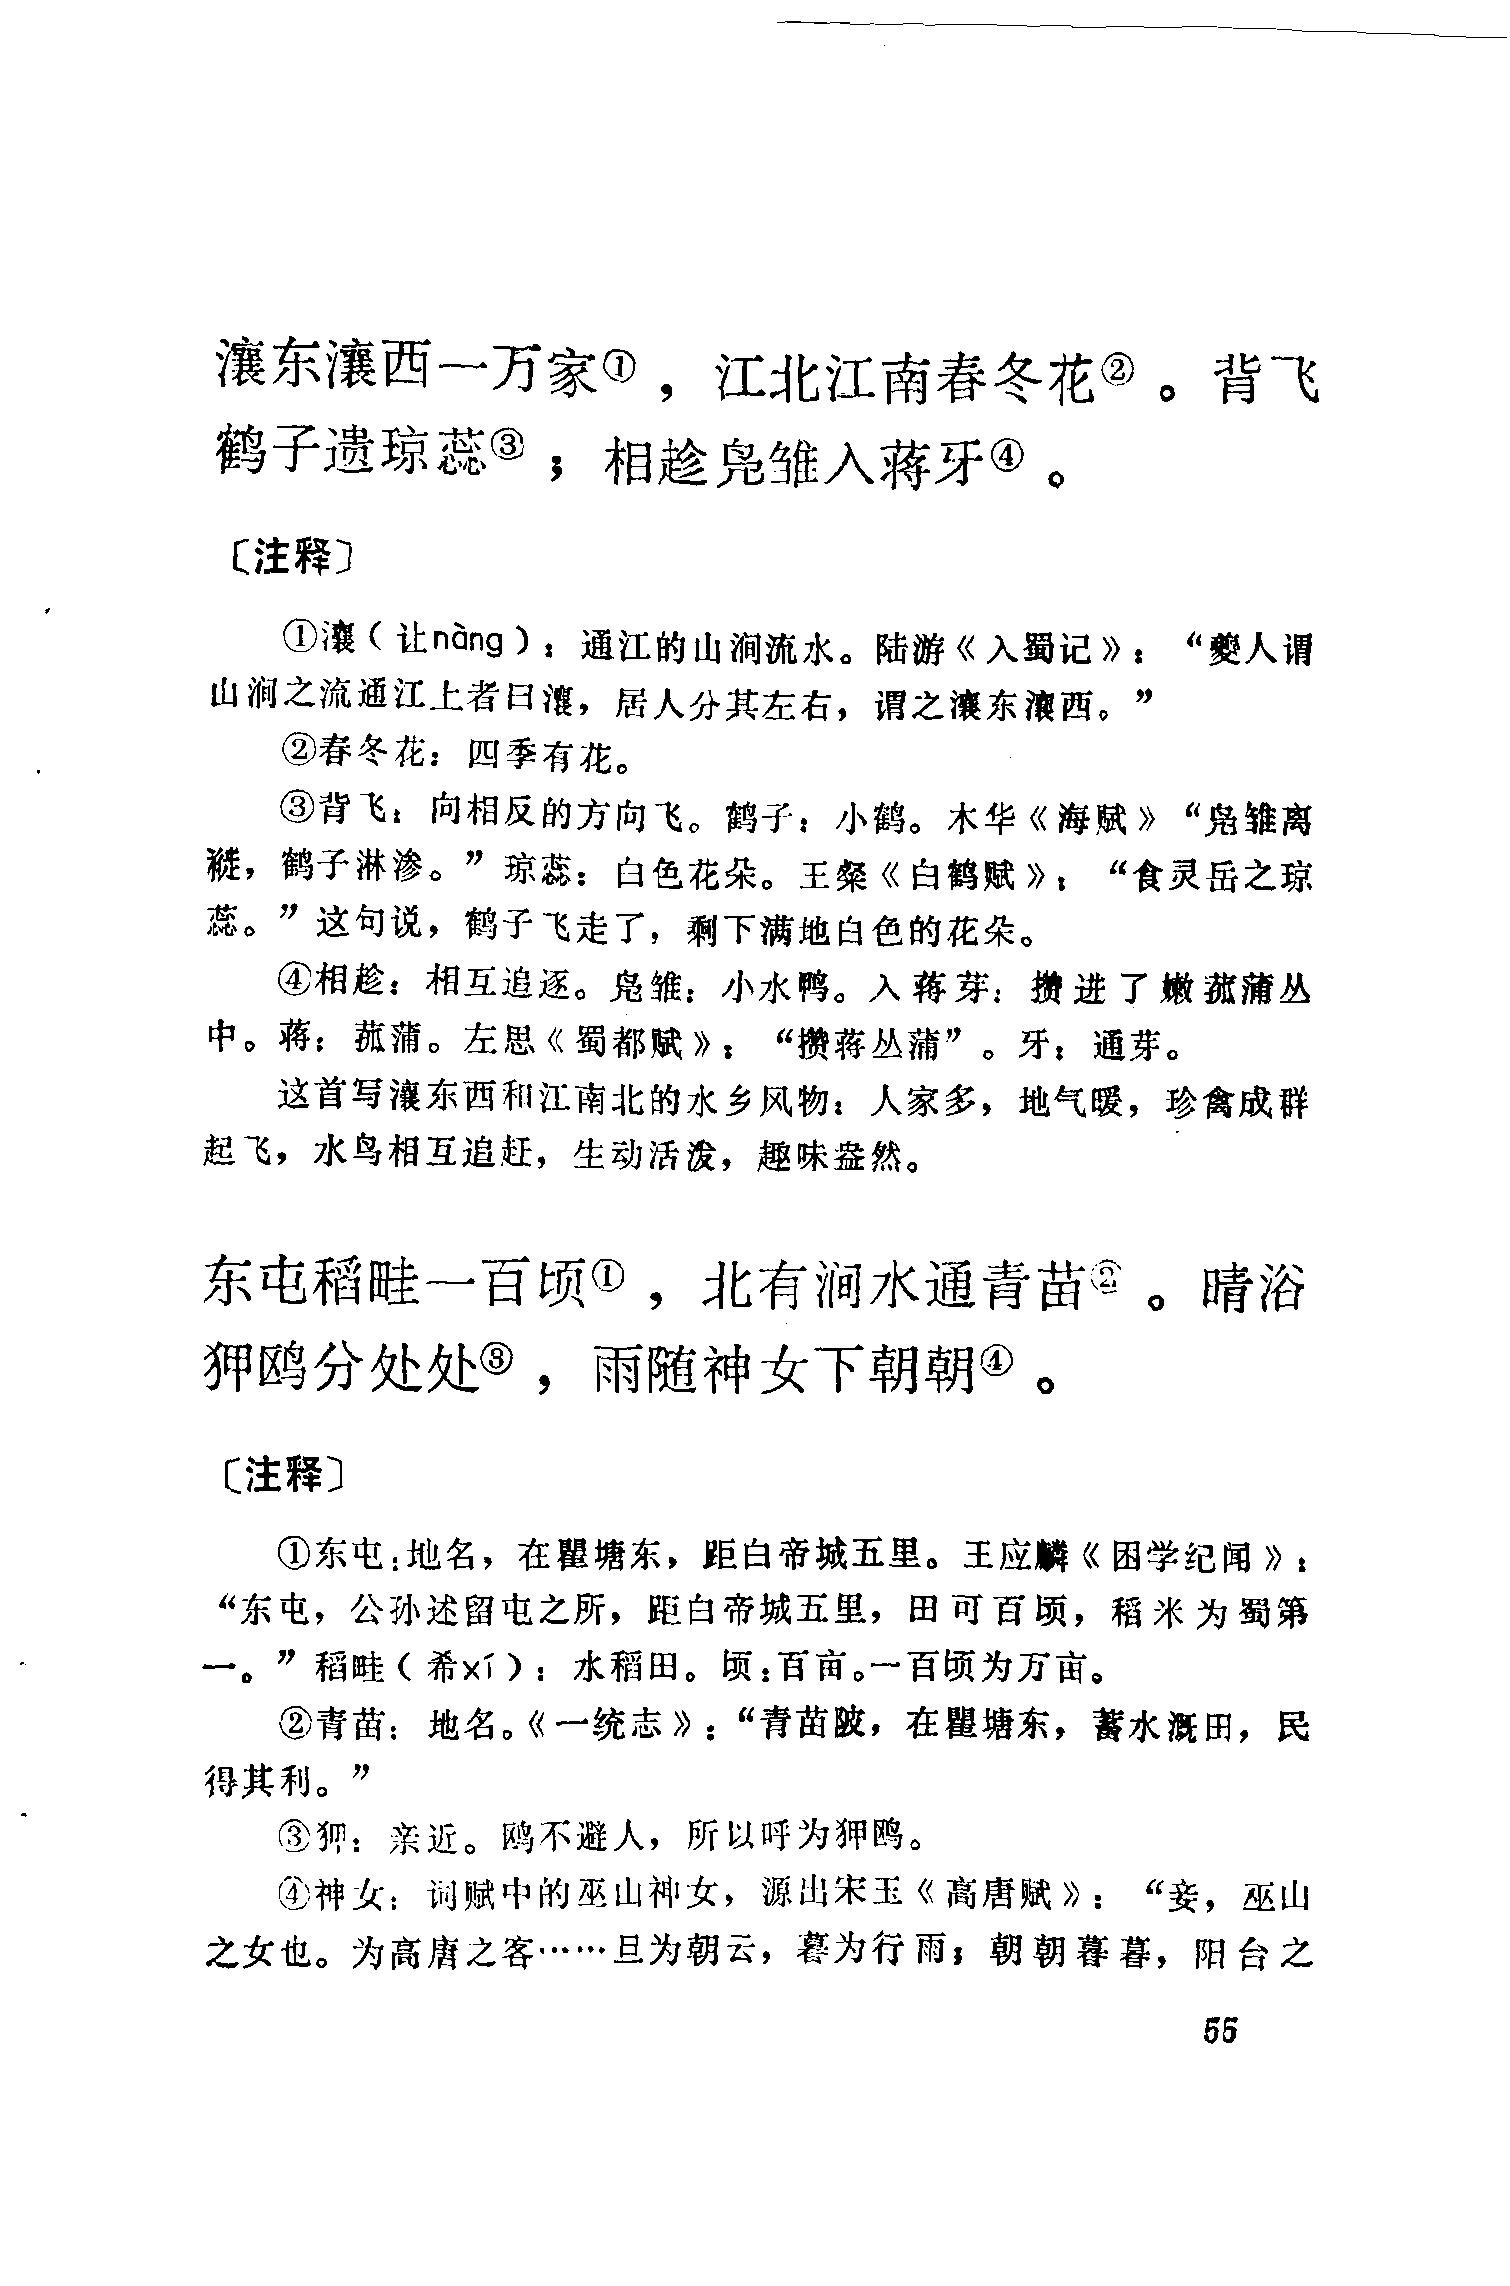 瀼东瀼西一万家①，江北江南春冬花②。背飞
鹤子遗琼蕊③；相趁凫雏入蒋牙④。
〔注释〕
①瀼（让nàng）：通江的山涧流水。陆游《入蜀记》：“夔人谓
山涧之流通江上者曰瀼，居人分其左右，谓之瀼东瀼西。”
②春冬花：四季有花。
③背飞：向相反的方向飞。鹤子：小鹤。木华《海赋》“凫雏离
褷，鹤子淋渗。”琼蕊：白色花朵。王粲《白鹤赋》：“食灵岳之琼
蕊。”这句说，鹤子飞走了，剩下满地白色的花朵。
④相趁：相互追逐。凫雏：小水鸭。入蒋芽：攒进了嫩菰蒲丛
中。蒋：菰蒲。左思《蜀都赋》：“攒蒋丛蒲”。牙：通芽。
这首写瀼东西和江南北的水乡风物：人家多，地气暖，珍禽成群
起飞，水鸟相互追赶，生动活泼，趣味盎然。
东屯稻畦一百顷①，北有涧水通青苗②。晴浴
狎鸥分处处③，雨随神女下朝朝④。
〔注释〕
①东屯：地名，在瞿塘东，距白帝城五里。王应麟《困学纪闻》：
“东屯，公孙述留屯之所，距白帝城五里，田可百顷，稻米为蜀第
一。”稻畦（希xī）：水稻田。顷：百亩。一百顷为万亩。
②青苗：地名。《一统志》：“青苗陂，在瞿塘东，蓄水溉田，民
得其利。”
③狎：亲近。鸥不避人，所以呼为狎鸥。
④神女：词赋中的巫山神女，源出宋玉《高唐赋》：“妾，巫山
之女也。为高唐之客……旦为朝云，暮为行雨；朝朝暮暮，阳台之
55